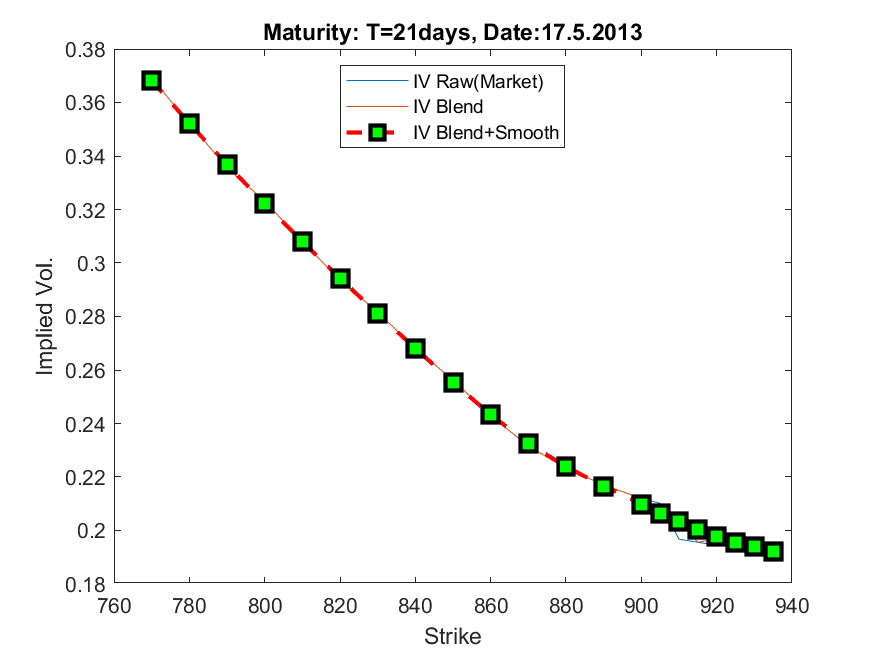 Maturity: T=21days, Date:17.5.2013
0.38
0.36
0.34
0.32
0.3
0.28
0.26
0.24
0.22
0.2
0.18
Implied Vol.
IV Raw(Market)
IV Blend
IV Blend+Smooth
760 780 800 820 840 860 880 900 920 940
Strike